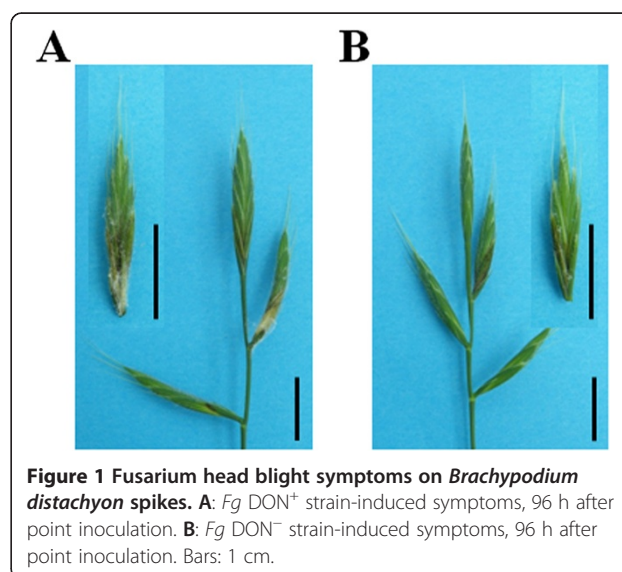 A B
Figure 1 Fusarium head blight symptoms on Brachypodium
distachyon spikes. A: Fg DON⁺ strain-induced symptoms, 96 h after
point inoculation. B: Fg DON⁻ strain-induced symptoms, 96 h after
point inoculation. Bars: 1 cm.